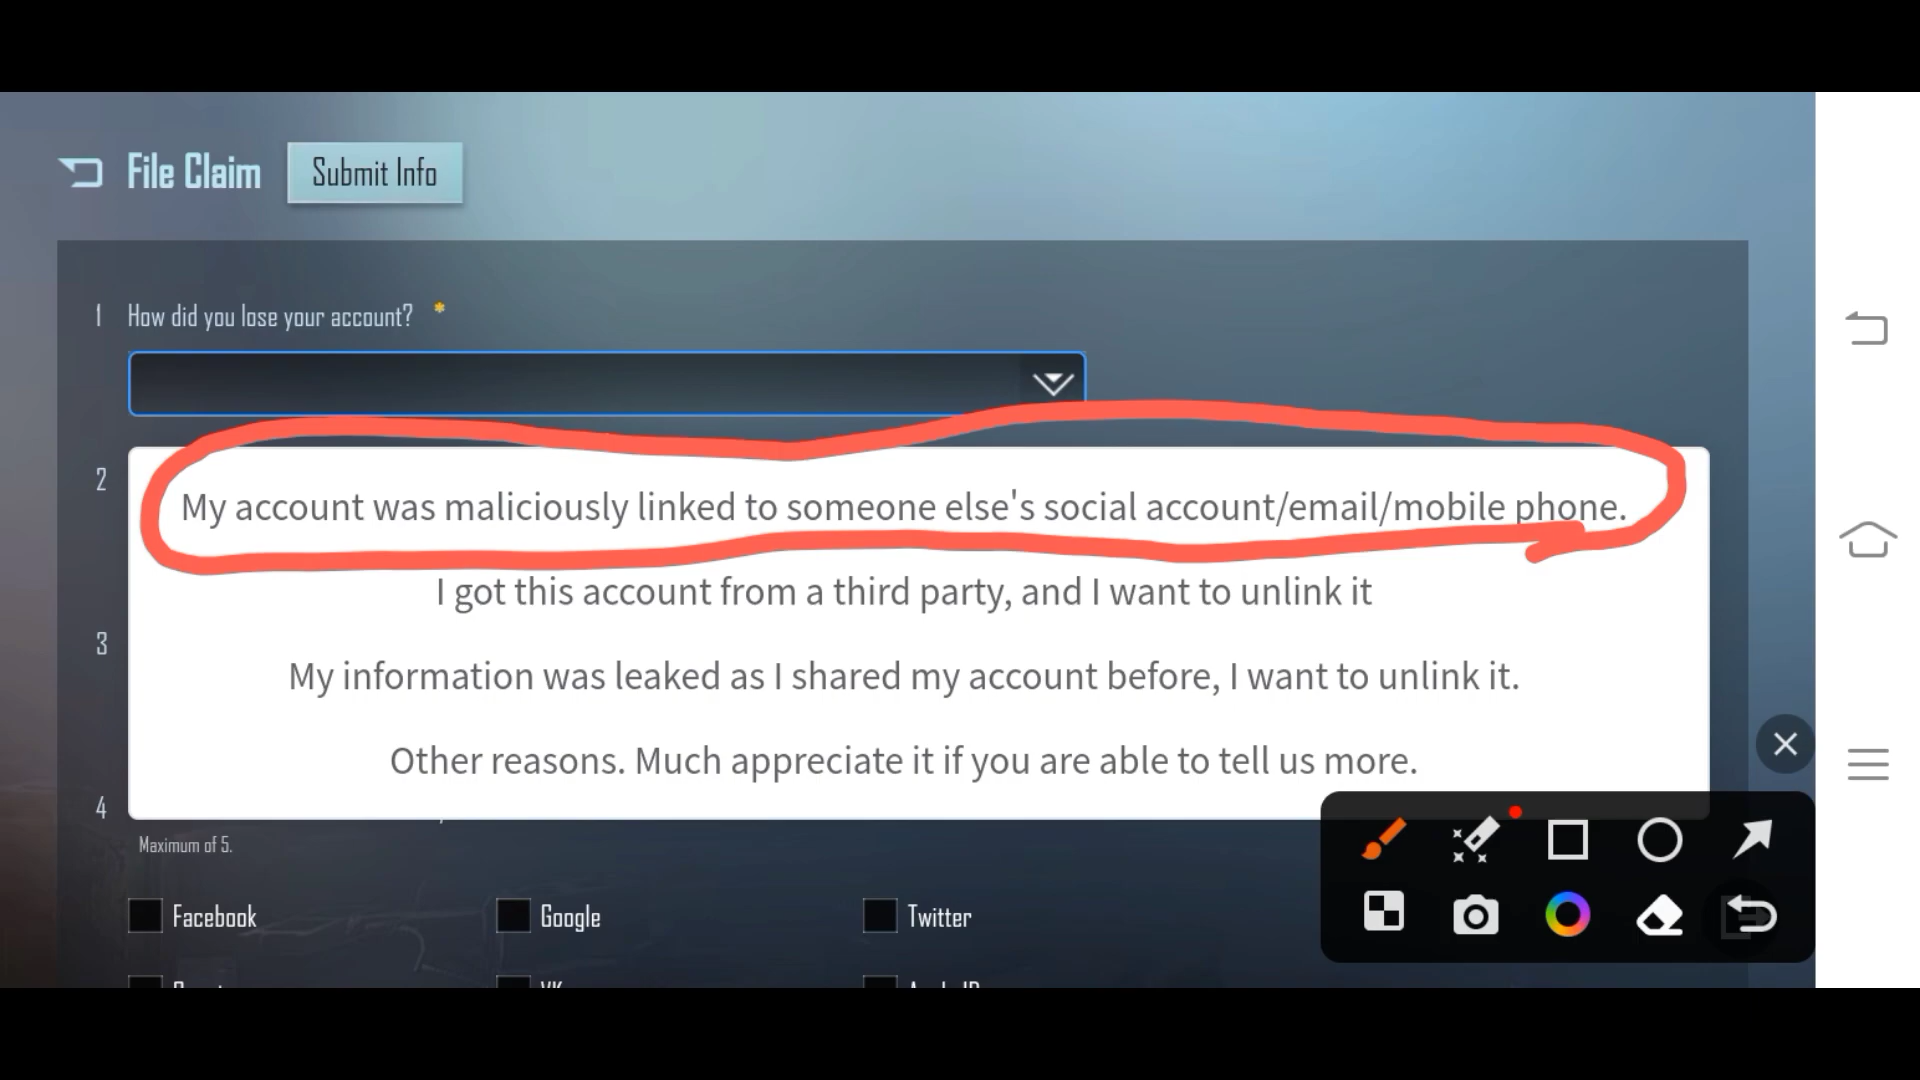 File Claim
Submit Info
1 How did you lose your account? *
2
My account was maliciously linked to someone else's social account/email/mobile phone.
I got this account from a third party, and I want to unlink it
3
My information was leaked as I shared my account before, I want to unlink it.
Other reasons. Much appreciate it if you are able to tell us more.
4
Maximum of 5.
Facebook Google Twitter